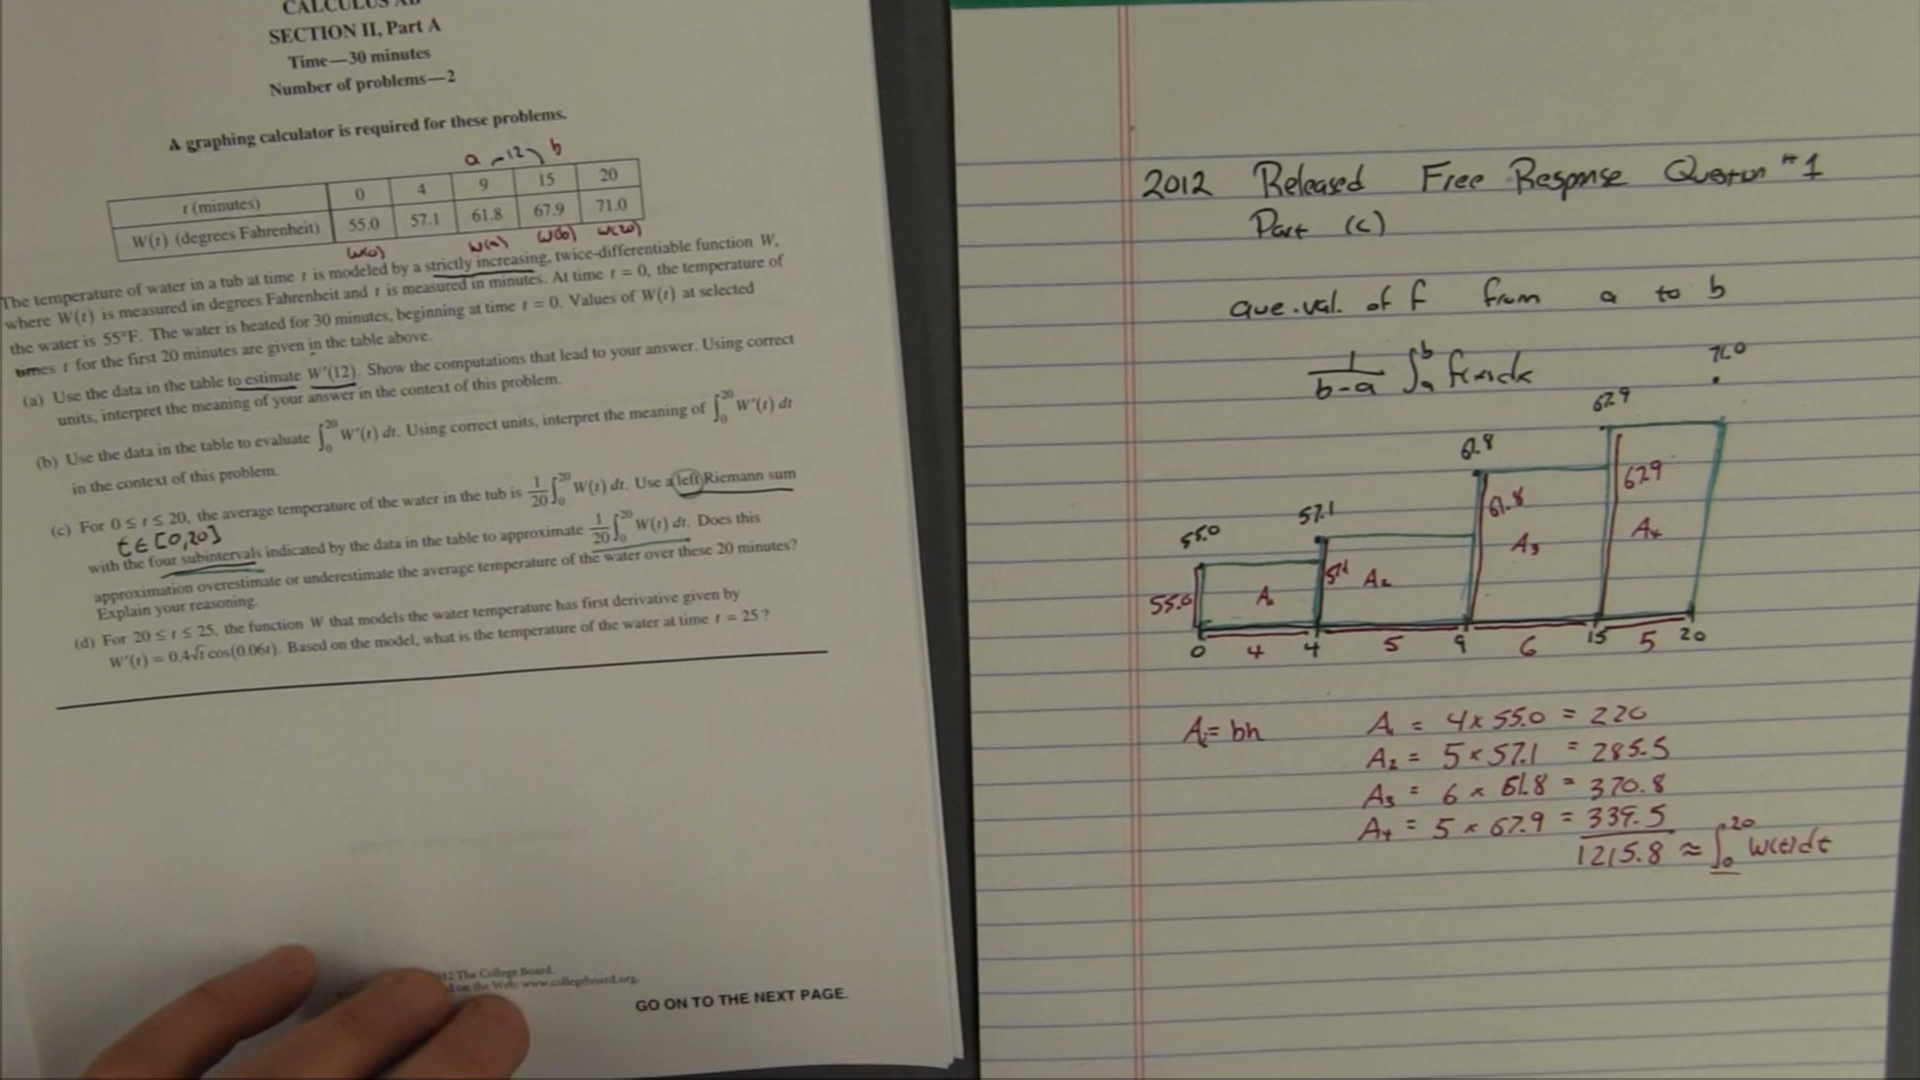 CALCULUS AB
SECTION II, Part A
Time—30 minutes
Number of problems—2
A graphing calculator is required for these problems.
a 12 b
t (minutes) 0 4 9 15 20
W(t) (degrees Fahrenheit) 55.0 57.1 61.8 67.9 71.0
W(0) W(a) W(b) W(20)
The temperature of water in a tub at time t is modeled by a strictly increasing, twice-differentiable function W,
where W(t) is measured in degrees Fahrenheit and t is measured in minutes. At time t = 0, the temperature of
the water is 55°F. The water is heated for 30 minutes, beginning at time t = 0. Values of W(t) at selected
times t for the first 20 minutes are given in the table above.
(a) Use the data in the table to estimate W′(12). Show the computations that lead to your answer. Using correct
units, interpret the meaning of your answer in the context of this problem.
(b) Use the data in the table to evaluate ∫₀²⁰ W′(t) dt. Using correct units, interpret the meaning of ∫₀²⁰ W′(t) dt
in the context of this problem.
(c) For 0 ≤ t ≤ 20, the average temperature of the water in the tub is 1/20 ∫₀²⁰ W(t) dt. Use a left Riemann sum
t ∈ [0,20]
with the four subintervals indicated by the data in the table to approximate 1/20 ∫₀²⁰ W(t) dt. Does this
approximation overestimate or underestimate the average temperature of the water over these 20 minutes?
Explain your reasoning.
(d) For 20 ≤ t ≤ 25, the function W that models the water temperature has first derivative given by
W′(t) = 0.4√t cos(0.06t). Based on the model, what is the temperature of the water at time t = 25?
12 The College Board.
on the Web: www.collegeboard.org.
GO ON TO THE NEXT PAGE.
2012 Released Free Response Question #1
Part (c)
ave. val. of f from a to b
1/(b-a) ∫ₐᵇ f(x)dx
67.9
61.8
57.1
55.0
55.0 A₁ 57.1 A₂ 61.8 A₃ 67.9 A₄
0 4 4 5 9 6 15 5 20
A = bh
A₁ = 4 × 55.0 = 220
A₂ = 5 × 57.1 = 285.5
A₃ = 6 × 61.8 = 370.8
A₄ = 5 × 67.9 = 339.5
1215.8 ≈ ∫₀²⁰ W(t)dt